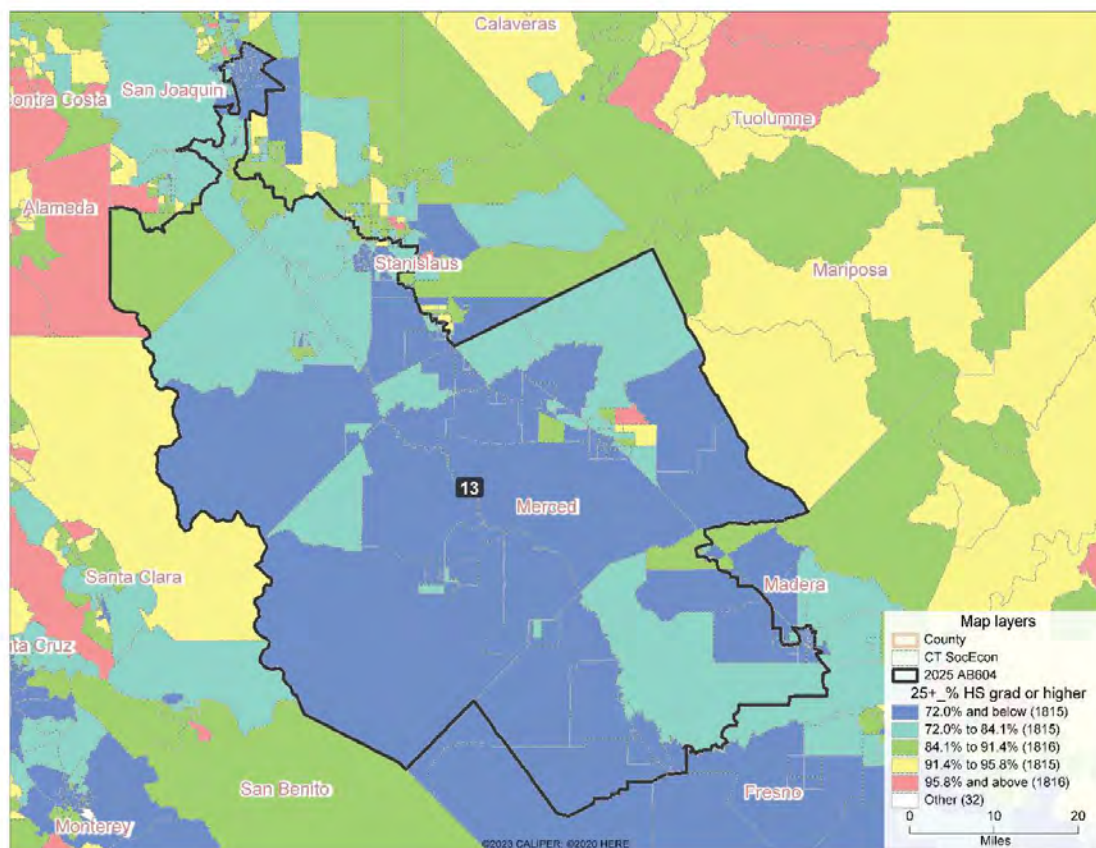 Calaveras
San Joaquin
Contra Costa
Tuolumne
Alameda
Stanislaus
Mariposa
13
Merced
Santa Clara
Madera
nta Cruz
San Benito
Fresno
Monterey
Map layers
County
CT SocEcon
2025 AB604
25+_% HS grad or higher
72.0% and below (1815)
72.0% to 84.1% (1815)
84.1% to 91.4% (1816)
91.4% to 95.8% (1815)
95.8% and above (1816)
Other (32)
0 10 20
Miles
©2023 CALIPER; ©2020 HERE